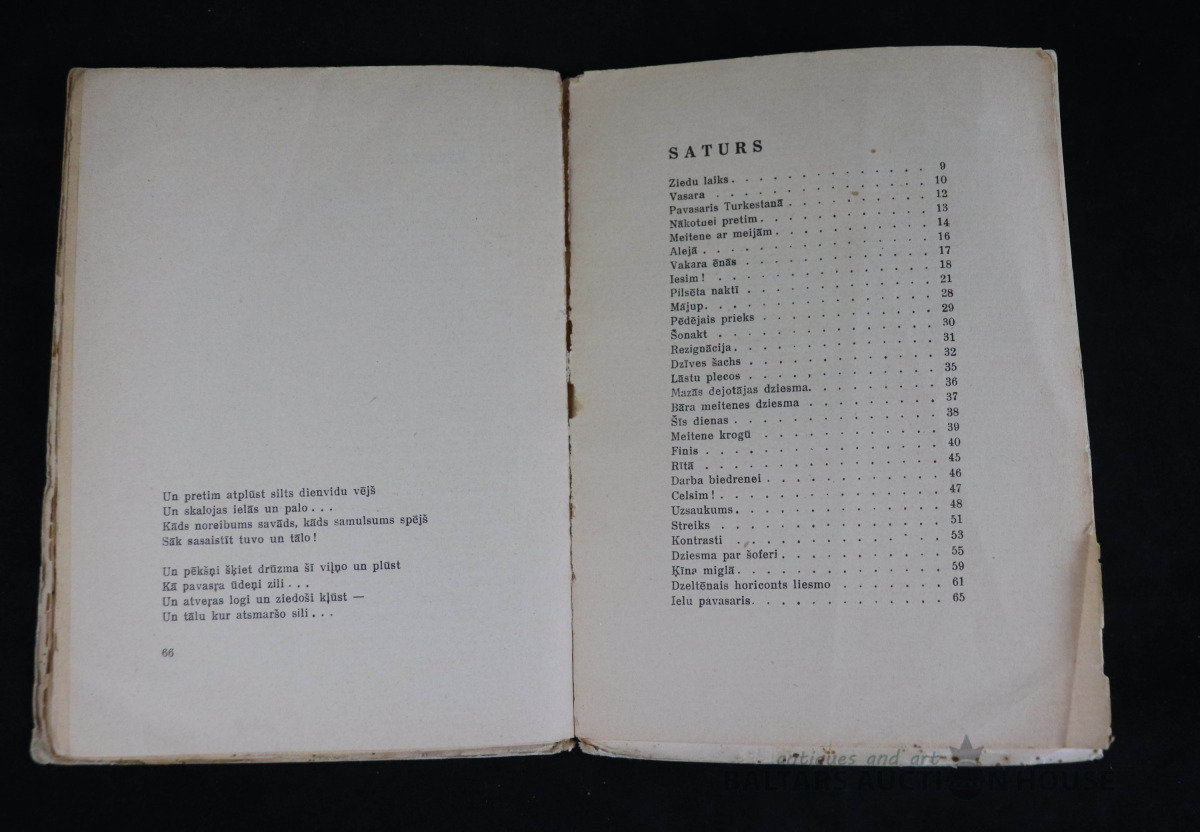 Un pretim atplūst silts dienvidu vējš
Un skalojas ielās un palo . . .
Kāds noreibums savāds, kāds samulsums spējš
Sāk sasaistīt tuvo un tālo !
Un pēkšņi šķiet drūzma šī viļņo un plūst
Kā pavasŗa ūdeņi zili . . .
Un atveŗas logi un ziedoši kļūst —
Un tālu kur atsmaršo sili . . .
66
SATURS
Ziedu laiks . . . . . . . . . . . . . . 9
Vasara . . . . . . . . . . . . . . 10
Pavasaris Turkestanā . . . . . . . . . . 12
Nākotnei pretim . . . . . . . . . . . . 13
Meitene ar meijām . . . . . . . . . . . 14
Alejā . . . . . . . . . . . . . . . 16
Vakara ēnās . . . . . . . . . . . . . 17
Iesim ! . . . . . . . . . . . . . . 18
Pilsēta naktī . . . . . . . . . . . . . 21
Mājup . . . . . . . . . . . . . . . 28
Pēdējais prieks . . . . . . . . . . . . 29
Šonakt . . . . . . . . . . . . . . 30
Rezignācija . . . . . . . . . . . . . . 31
Dzīves šachs . . . . . . . . . . . . . 32
Lāstu plecos . . . . . . . . . . . . . 35
Mazās dejotājas dziesma . . . . . . . . . 36
Bāra meitenes dziesma . . . . . . . . . 37
Šīs dienas . . . . . . . . . . . . . . 38
Meitene krogū . . . . . . . . . . . . 39
Finis . . . . . . . . . . . . . . . 40
Rītā . . . . . . . . . . . . . . . 45
Darba biedrenei . . . . . . . . . . . . 46
Celsim ! . . . . . . . . . . . . . . 47
Uzsaukums . . . . . . . . . . . . . . 48
Streiks . . . . . . . . . . . . . . 51
Kontrasti . . . . . . . . . . . . . 53
Dziesma par šoferi . . . . . . . . . . . 55
Ķīna miglā . . . . . . . . . . . . . . 59
Dzeltēnais horiconts liesmo . . . . . . . 61
Ielu pavasaris . . . . . . . . . . . . . 65
antiques and art
BALTARS AUCTION HOUSE